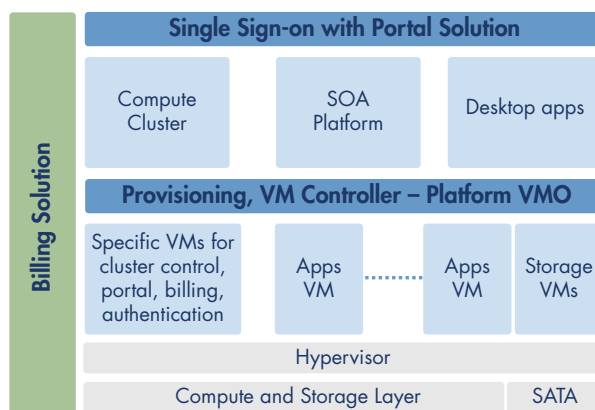 Billing Solution
Single Sign-on with Portal Solution
Compute
Cluster
SOA
Platform
Desktop apps
Provisioning, VM Controller – Platform VMO
Specific VMs for
cluster control,
portal, billing,
authentication
Apps
VM
Apps
VM
Storage
VMs
Hypervisor
Compute and Storage Layer
SATA